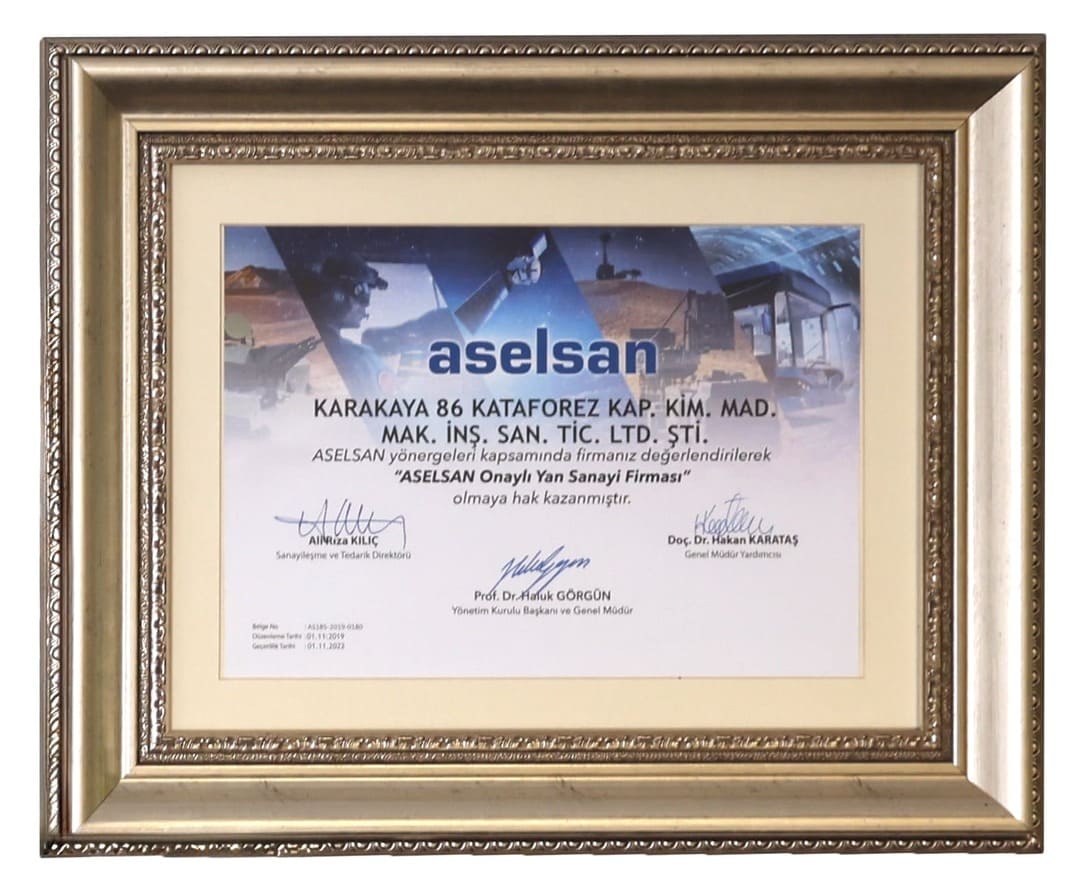 aselsan
KARAKAYA 86 KATAFOREZ KAP. KİM. MAD.
MAK. İNŞ. SAN. TİC. LTD. ŞTİ.
ASELSAN yönergeleri kapsamında firmanız değerlendirilerek
“ASELSAN Onaylı Yan Sanayi Firması”
olmaya hak kazanmıştır.
Ali Rıza KILIÇ
Sanayileşme ve Tedarik Direktörü
Doç. Dr. Hakan KARATAŞ
Genel Müdür Yardımcısı
Prof. Dr. Haluk GÖRGÜN
Yönetim Kurulu Başkanı ve Genel Müdür
Belge No :
Düzenleme Tarihi : 01.11.2019
Geçerlilik Tarihi : 01.11.2023